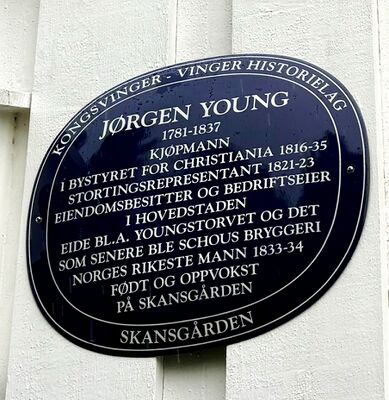 KONGSVINGER - VINGER HISTORIELAG
JØRGEN YOUNG
1781-1837
KJØPMANN
I BYSTYRET FOR CHRISTIANIA 1816-35
STORTINGSREPRESENTANT 1821-23
EIENDOMSBESITTER OG BEDRIFTSEIER
I HOVEDSTADEN
EIDE BL.A. YOUNGSTORVET OG DET
SOM SENERE BLE SCHOUS BRYGGERI
NORGES RIKESTE MANN 1833-34
FØDT OG OPPVOKST
PÅ SKANSGÅRDEN
SKANSGÅRDEN